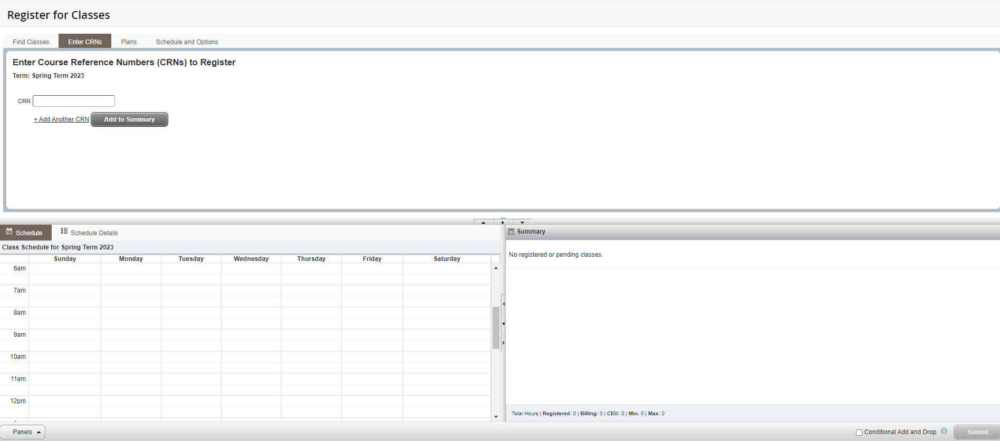 Register for Classes
Find Classes Enter CRNs Plans Schedule and Options
Enter Course Reference Numbers (CRNs) to Register
Term: Spring Term 2023
CRN
+ Add Another CRN Add to Summary
Schedule Schedule Details
Class Schedule for Spring Term 2023
Sunday Monday Tuesday Wednesday Thursday Friday Saturday
6am
7am
8am
9am
10am
11am
12pm
Summary
No registered or pending classes.
Total Hours | Registered: 0 | Billing: 0 | CEU: 0 | Min: 0 | Max: 0
Panels
Conditional Add and Drop
Submit